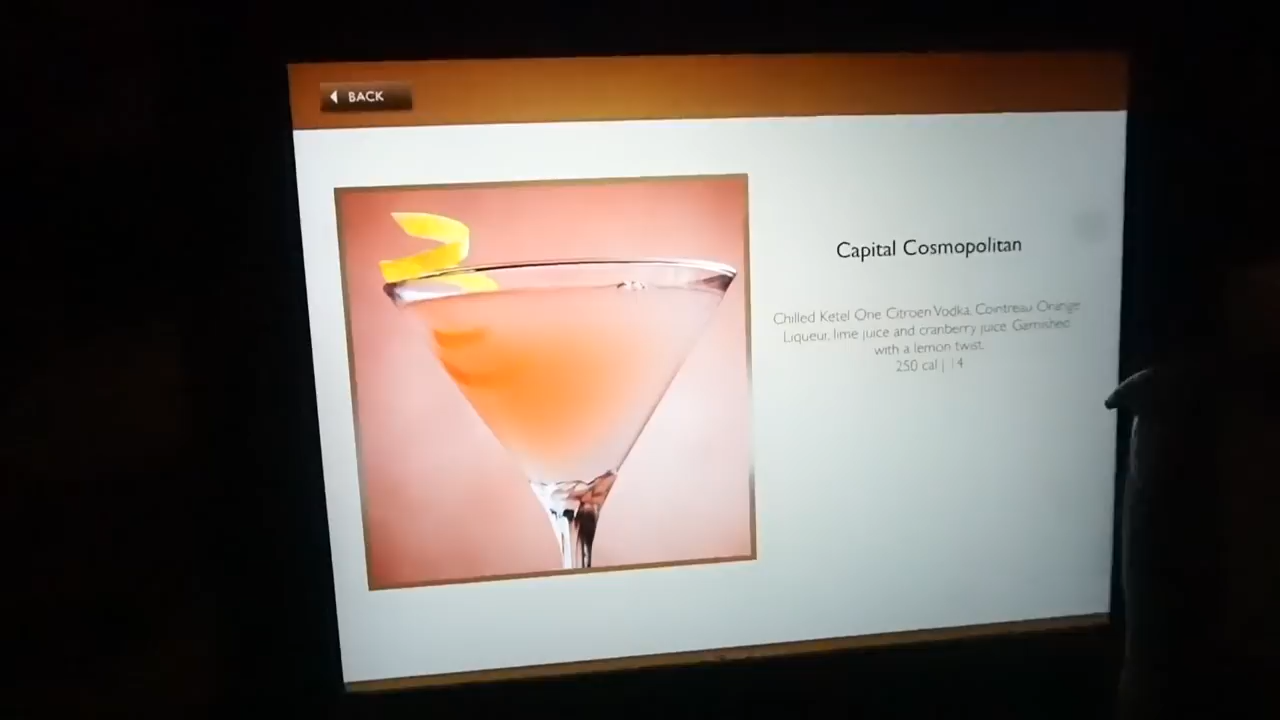 BACK
Capital Cosmopolitan
Chilled Ketel One Citroen Vodka, Cointreau Orange
Liqueur, lime juice and cranberry juice. Garnished
with a lemon twist.
250 cal | 14